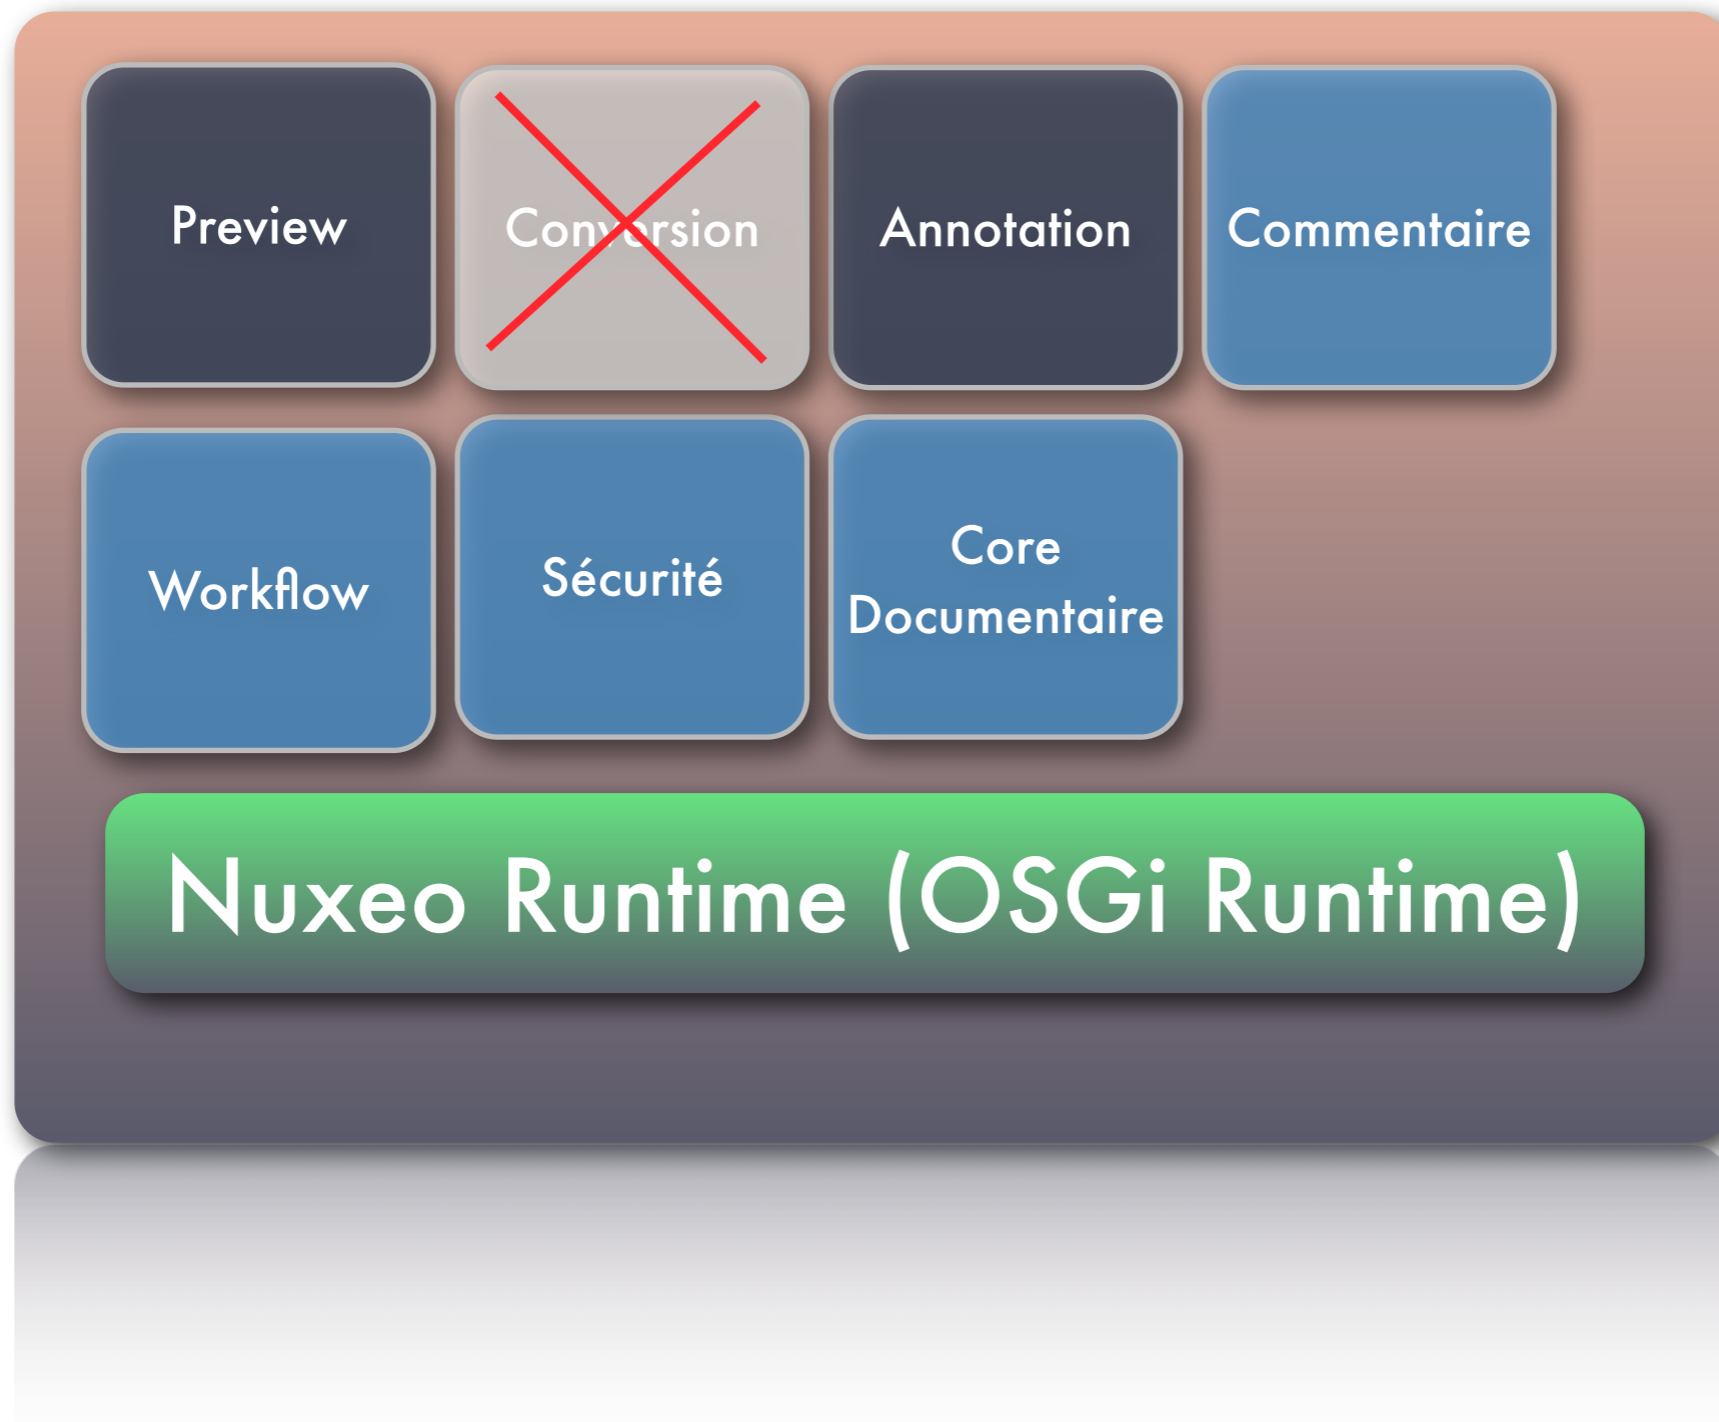 Preview
Conversion
Annotation
Commentaire
Workflow
Sécurité
Core
Documentaire
Nuxeo Runtime (OSGi Runtime)